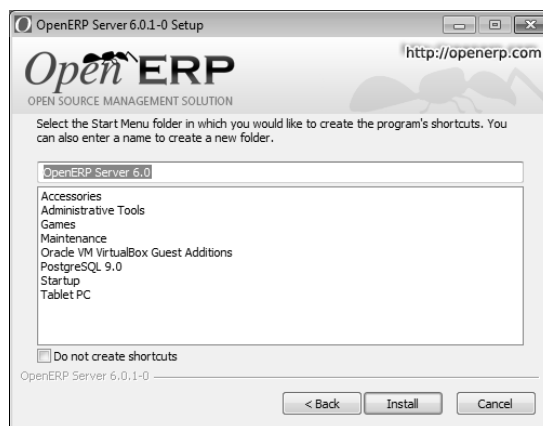 OpenERP Server 6.0.1-0 Setup
http://openerp.com
Open ERP
OPEN SOURCE MANAGEMENT SOLUTION
Select the Start Menu folder in which you would like to create the program's shortcuts. You
can also enter a name to create a new folder.
OpenERP Server 6.0
Accessories
Administrative Tools
Games
Maintenance
Oracle VM VirtualBox Guest Additions
PostgreSQL 9.0
Startup
Tablet PC
Do not create shortcuts
OpenERP Server 6.0.1-0
< Back Install Cancel